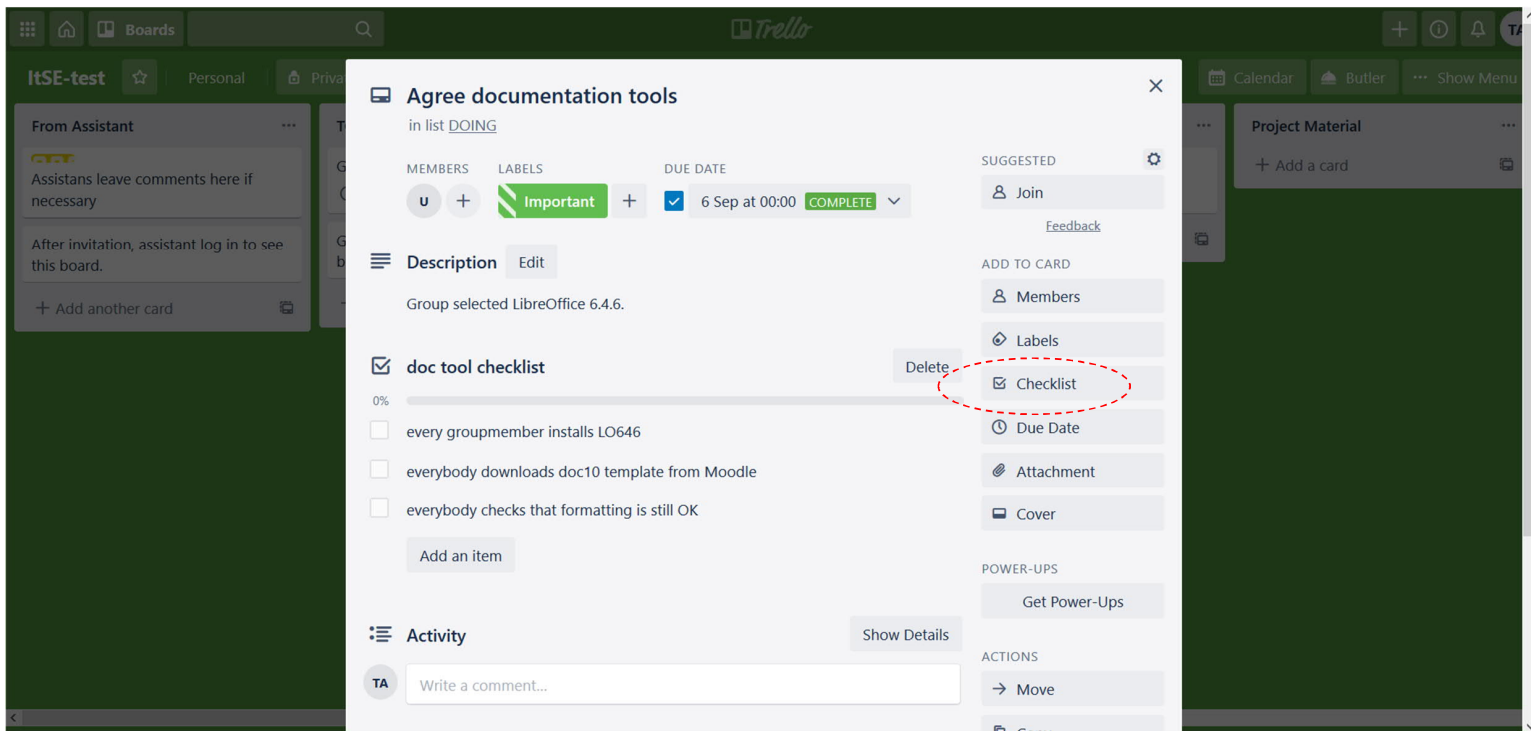 Boards
Trello
TA
ItSE-test
Personal
Calendar
Butler
Show Menu
From Assistant
Assistans leave comments here if
necessary
After invitation, assistant log in to see
this board.
Add another card
Agree documentation tools
in list DOING
MEMBERS
LABELS
DUE DATE
U
Important
6 Sep at 00:00 COMPLETE
Description
Edit
Group selected LibreOffice 6.4.6.
doc tool checklist
Delete
0%
every groupmember installs LO646
everybody downloads doc10 template from Moodle
everybody checks that formatting is still OK
Add an item
Activity
Show Details
TA
Write a comment...
SUGGESTED
Join
Feedback
ADD TO CARD
Members
Labels
Checklist
Due Date
Attachment
Cover
POWER-UPS
Get Power-Ups
ACTIONS
Move
Project Material
Add a card